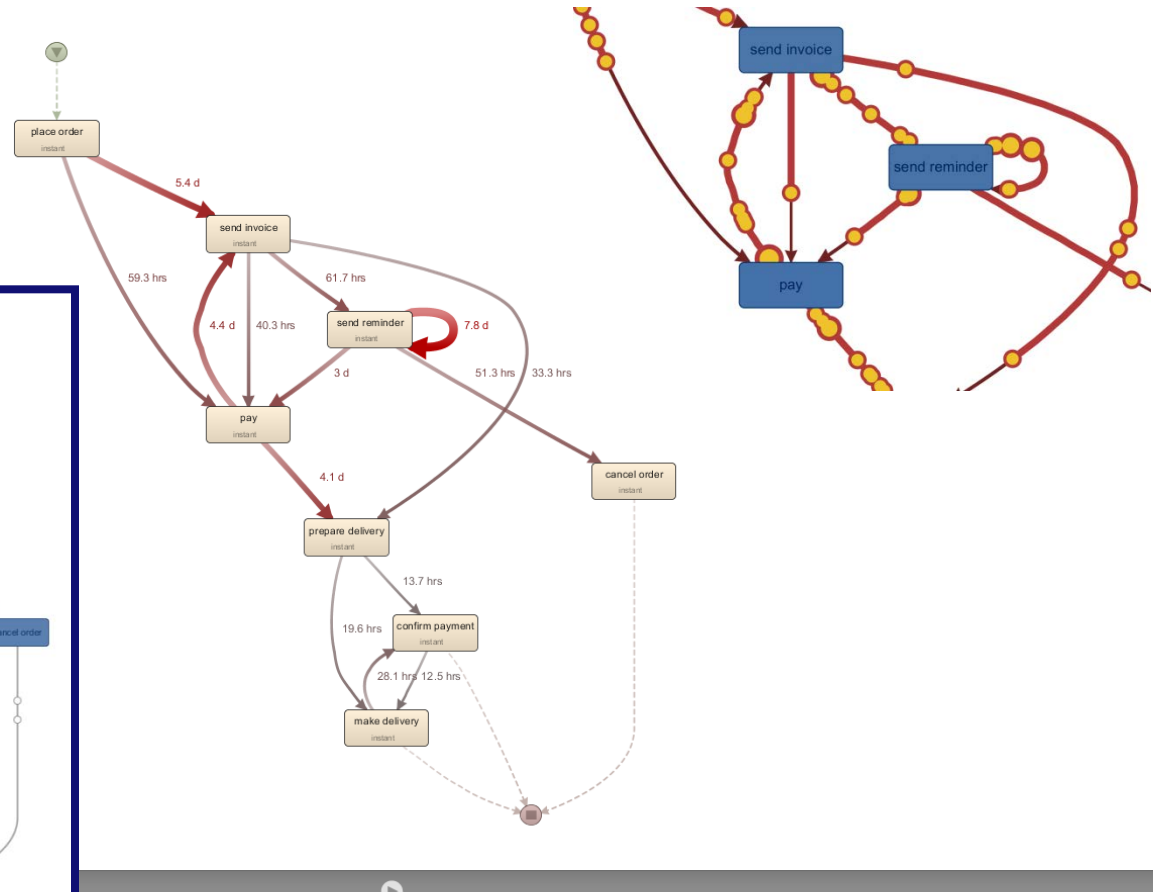 place order
instant
5.4 d
send invoice
instant
59.3 hrs
61.7 hrs
4.4 d
40.3 hrs
send reminder
instant
7.8 d
3 d
51.3 hrs
33.3 hrs
pay
instant
4.1 d
cancel order
instant
prepare delivery
instant
13.7 hrs
19.6 hrs
confirm payment
instant
28.1 hrs
12.5 hrs
make delivery
instant
send invoice
send reminder
pay
ancel order